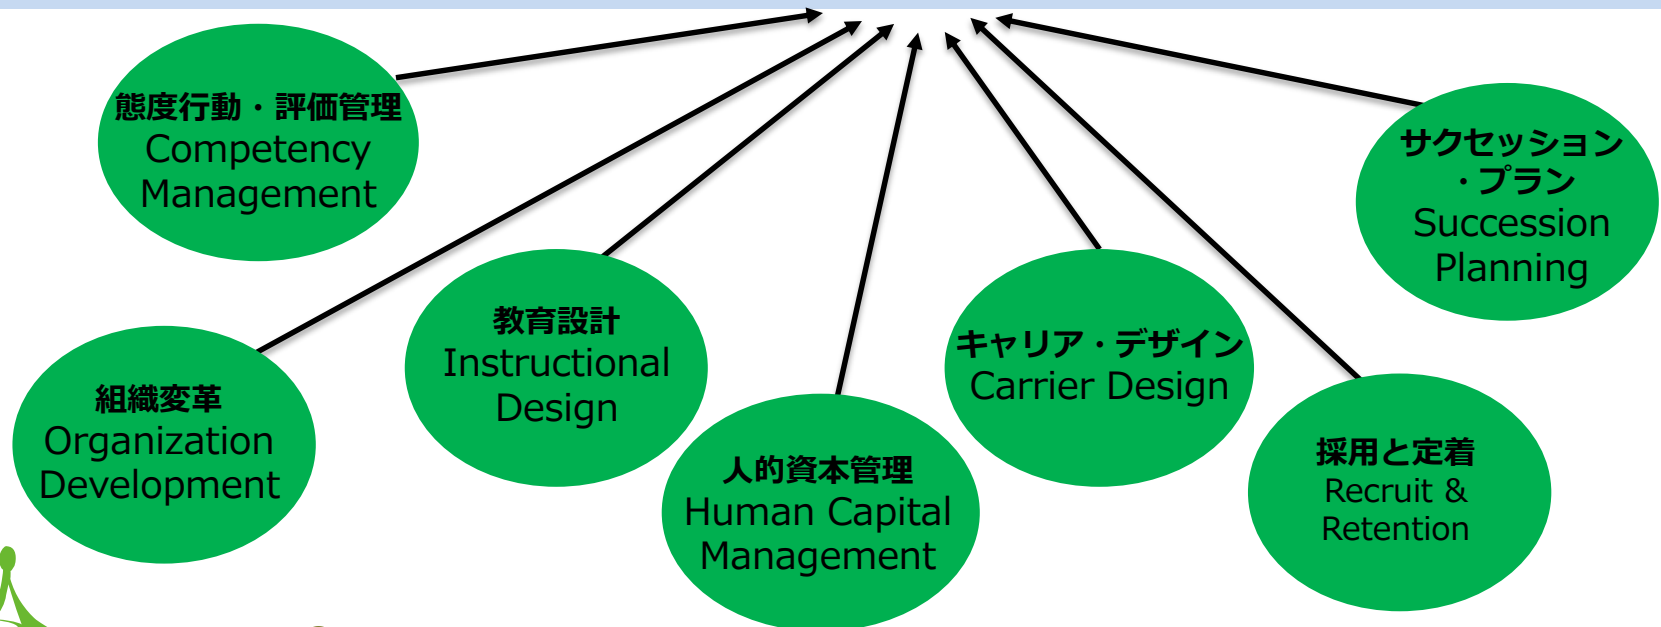 態度行動・評価管理
Competency
Management
組織変革
Organization
Development
教育設計
Instructional
Design
人的資本管理
Human Capital
Management
キャリア・デザイン
Carrier Design
採用と定着
Recruit &
Retention
サクセッション
・プラン
Succession
Planning